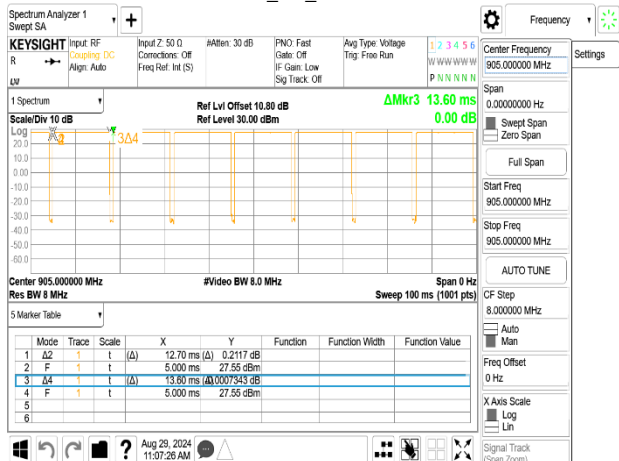 Spectrum Analyzer 1
Swept SA
+
Frequency
KEYSIGHT
R
LXI
Input: RF
Coupling: DC
Align: Auto
Input Z: 50 Ω
Corrections: Off
Freq Ref: Int (S)
#Atten: 30 dB
PNO: Fast
Gate: Off
IF Gain: Low
Sig Track: Off
Avg Type: Voltage
Trig: Free Run
1 2 3 4 5 6
W W W W W W
P N N N N N
1 Spectrum
Scale/Div 10 dB
Ref Lvl Offset 10.80 dB
Ref Level 30.00 dBm
ΔMkr3 13.60 ms
0.00 dB
Log
20.0
10.0
0.00
-10.0
-20.0
-30.0
-40.0
-50.0
-60.0
3Δ4
Center 905.000000 MHz
Res BW 8 MHz
#Video BW 8.0 MHz
Span 0 Hz
Sweep 100 ms (1001 pts)
5 Marker Table
Mode Trace Scale X Y Function Function Width Function Value
1 Δ2 1 t (Δ) 12.70 ms (Δ) 0.2117 dB
2 F 1 t 5.000 ms 27.55 dBm
3 Δ4 1 t (Δ) 13.60 ms (Δ) 0.0007343 dB
4 F 1 t 5.000 ms 27.55 dBm
5
6
?
Aug 29, 2024
11:07:26 AM
Center Frequency
905.000000 MHz
Settings
Span
0.00000000 Hz
Swept Span
Zero Span
Full Span
Start Freq
905.000000 MHz
Stop Freq
905.000000 MHz
AUTO TUNE
CF Step
8.000000 MHz
Auto
Man
Freq Offset
0 Hz
X Axis Scale
Log
Lin
Signal Track
(Span Zoom)